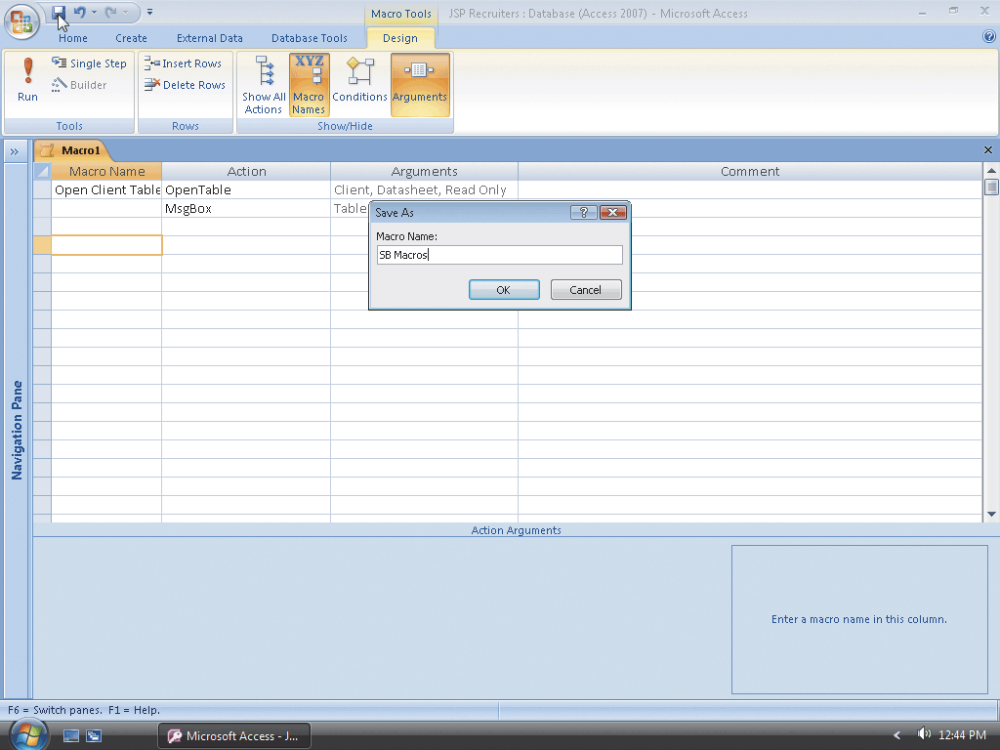 Macro Tools JSP Recruiters : Database (Access 2007) - Microsoft Access
Home Create External Data Database Tools Design
Run
Single Step
Builder
Tools
Insert Rows
Delete Rows
Rows
Show All Actions
XYZ
Macro Names
Conditions
Arguments
Show/Hide
»
Macro1
Macro Name Action Arguments Comment
Open Client Table OpenTable Client, Datasheet, Read Only
MsgBox Table
Save As
Macro Name:
SB Macros
OK Cancel
Navigation Pane
Action Arguments
Enter a macro name in this column.
F6 = Switch panes. F1 = Help.
Microsoft Access - J... 12:44 PM